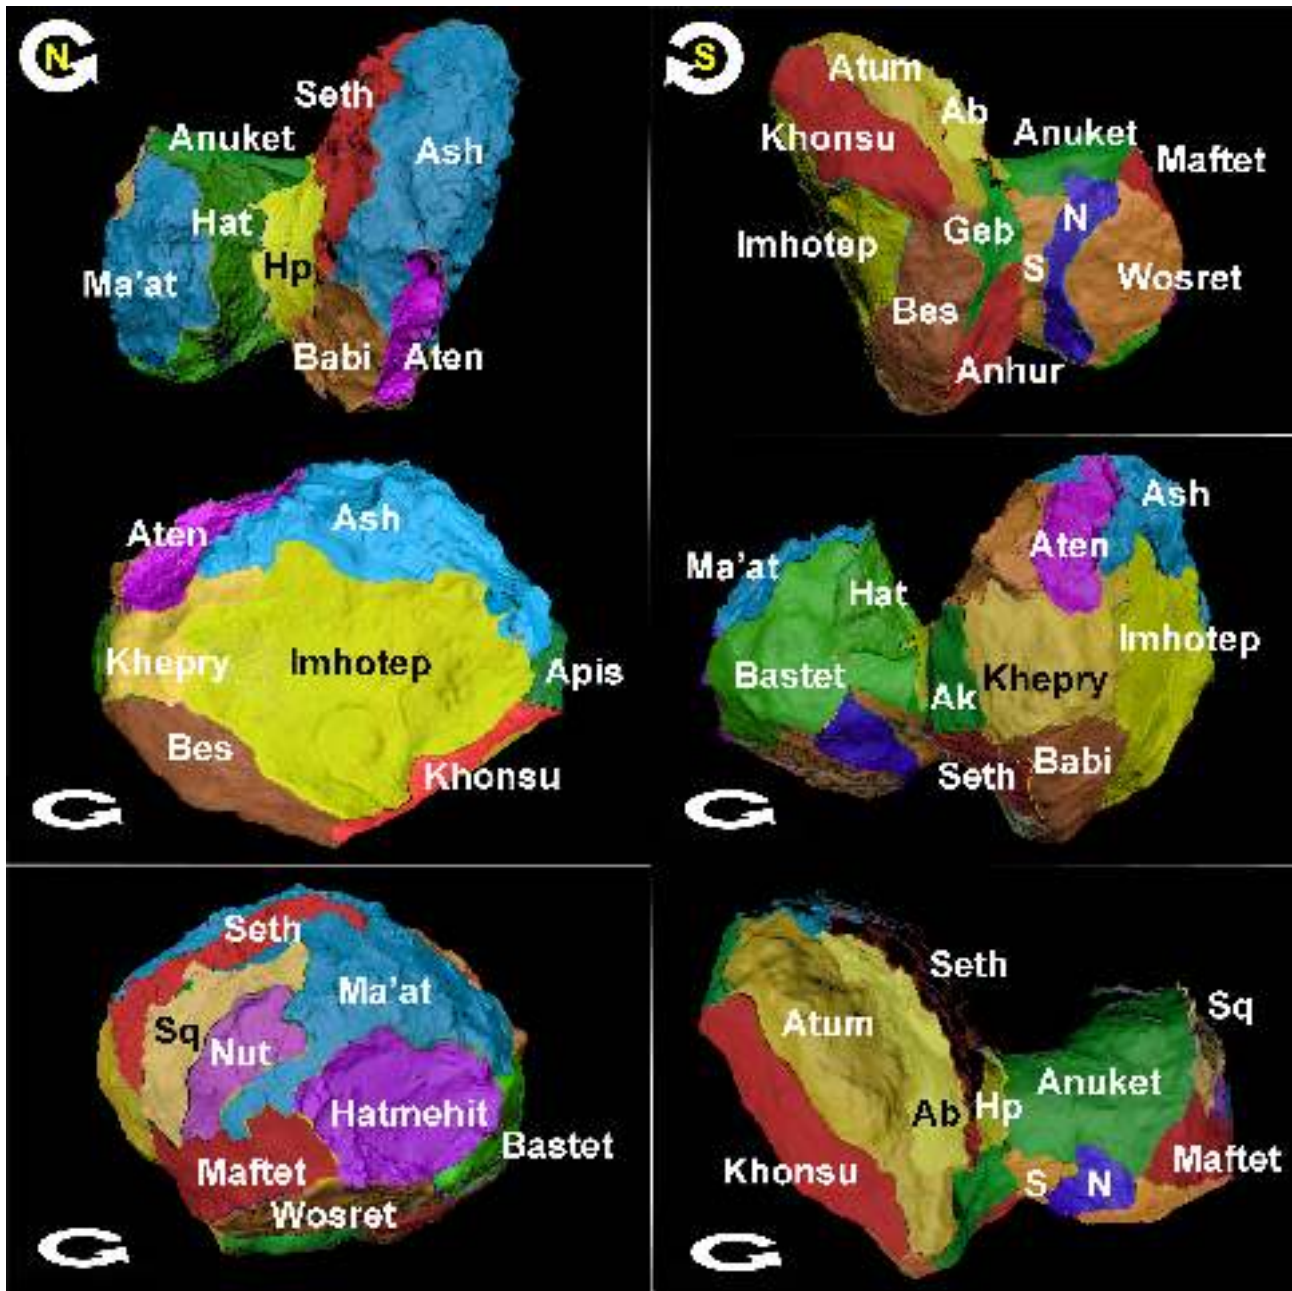 N
Seth
Anuket
Ash
Hat
Hp
Ma'at
Babi
Aten
S
Atum
Ab
Khonsu
Anuket
Maftet
N
Geb
Imhotep
S
Wosret
Bes
Anhur
Ash
Aten
Khepry
Imhotep
Apis
Bes
Khonsu
Ash
Aten
Ma'at
Hat
Imhotep
Bastet
Khepry
Ak
Seth
Babi
Seth
Ma'at
Sq
Nut
Hatmehit
Bastet
Maftet
Wosret
Seth
Sq
Atum
Anuket
Ab
Hp
Khonsu
S
N
Maftet